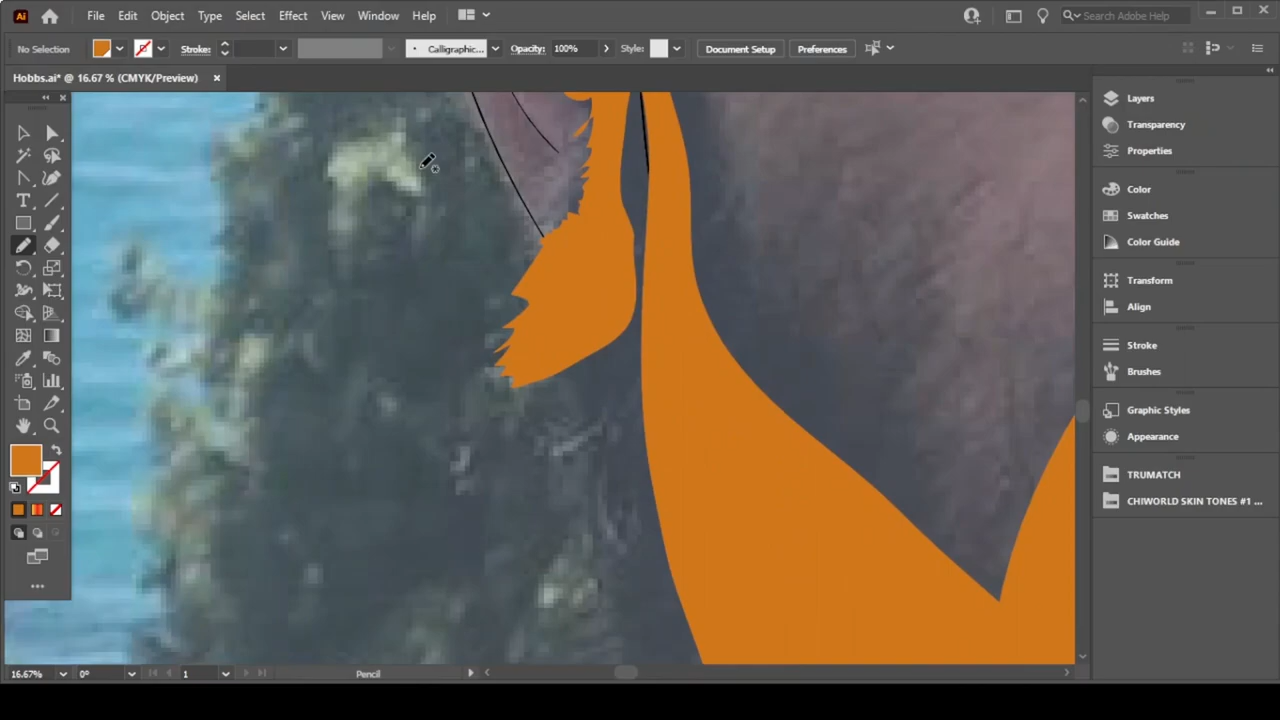 Ai File Edit Object Type Select Effect View Window Help Search Adobe Help
No Selection Stroke: Calligraphic... Opacity: 100% Style: Document Setup Preferences
Hobbs.ai* @ 16.67 % (CMYK/Preview)
Layers
Transparency
Properties
Color
Swatches
Color Guide
Transform
Align
Stroke
Brushes
Graphic Styles
Appearance
TRUMATCH
CHIWORLD SKIN TONES #1 ...
16.67% 0° 1 Pencil